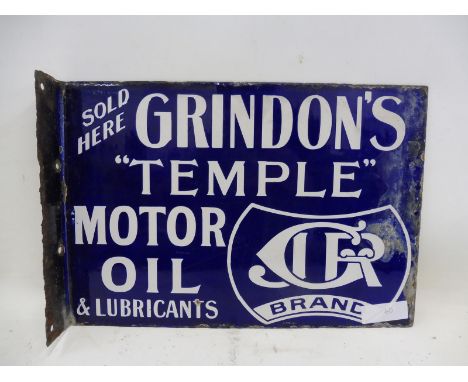 SOLD
HERE
GRINDON'S
"TEMPLE"
MOTOR
OIL
& LUBRICANTS
BRAND